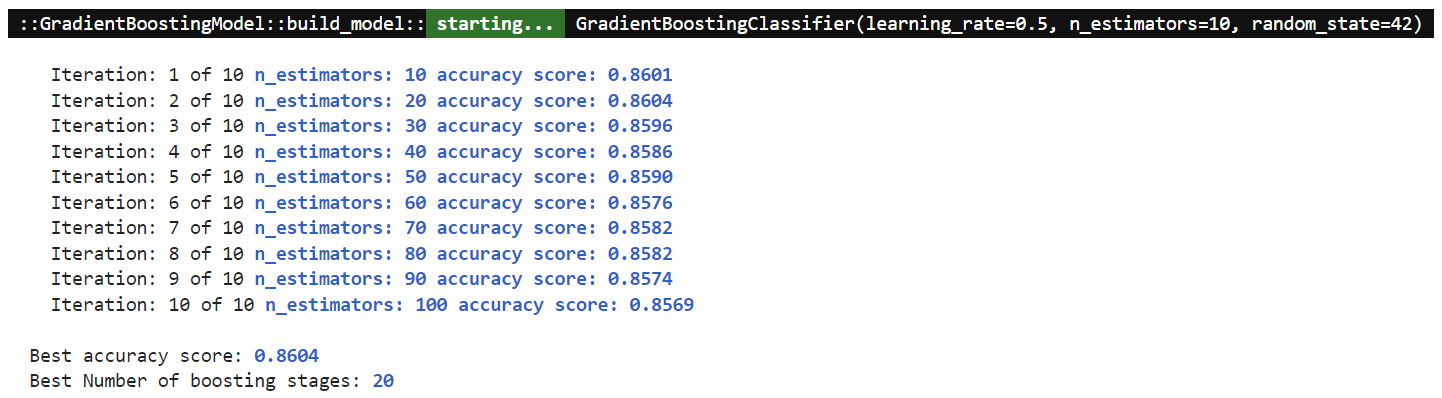 ::GradientBoostingModel::build_model:: starting... GradientBoostingClassifier(learning_rate=0.5, n_estimators=10, random_state=42)
Iteration: 1 of 10 n_estimators: 10 accuracy score: 0.8601
Iteration: 2 of 10 n_estimators: 20 accuracy score: 0.8604
Iteration: 3 of 10 n_estimators: 30 accuracy score: 0.8596
Iteration: 4 of 10 n_estimators: 40 accuracy score: 0.8586
Iteration: 5 of 10 n_estimators: 50 accuracy score: 0.8590
Iteration: 6 of 10 n_estimators: 60 accuracy score: 0.8576
Iteration: 7 of 10 n_estimators: 70 accuracy score: 0.8582
Iteration: 8 of 10 n_estimators: 80 accuracy score: 0.8582
Iteration: 9 of 10 n_estimators: 90 accuracy score: 0.8574
Iteration: 10 of 10 n_estimators: 100 accuracy score: 0.8569
Best accuracy score: 0.8604
Best Number of boosting stages: 20